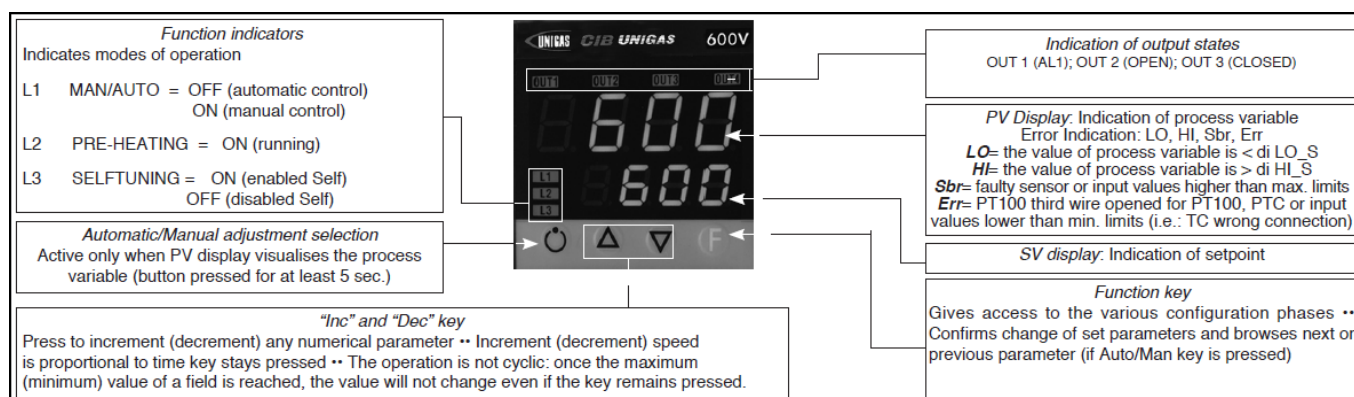 Function indicators
Indicates modes of operation
L1 MAN/AUTO = OFF (automatic control)
ON (manual control)
L2 PRE-HEATING = ON (running)
L3 SELFTUNING = ON (enabled Self)
OFF (disabled Self)
Automatic/Manual adjustment selection
Active only when PV display visualises the process
variable (button pressed for at least 5 sec.)
"Inc" and "Dec" key
Press to increment (decrement) any numerical parameter •• Increment (decrement) speed
is proportional to time key stays pressed •• The operation is not cyclic: once the maximum
(minimum) value of a field is reached, the value will not change even if the key remains pressed.
UNIGAS CIB UNIGAS 600V
OUT1 OUT2 OUT3 OUT4
600
L1
L2
L3
600
F
Indication of output states
OUT 1 (AL1); OUT 2 (OPEN); OUT 3 (CLOSED)
PV Display: Indication of process variable
Error Indication: LO, HI, Sbr, Err
LO= the value of process variable is < di LO_S
HI= the value of process variable is > di HI_S
Sbr= faulty sensor or input values higher than max. limits
Err= PT100 third wire opened for PT100, PTC or input
values lower than min. limits (i.e.: TC wrong connection)
SV display: Indication of setpoint
Function key
Gives access to the various configuration phases ••
Confirms change of set parameters and browses next or
previous parameter (if Auto/Man key is pressed)